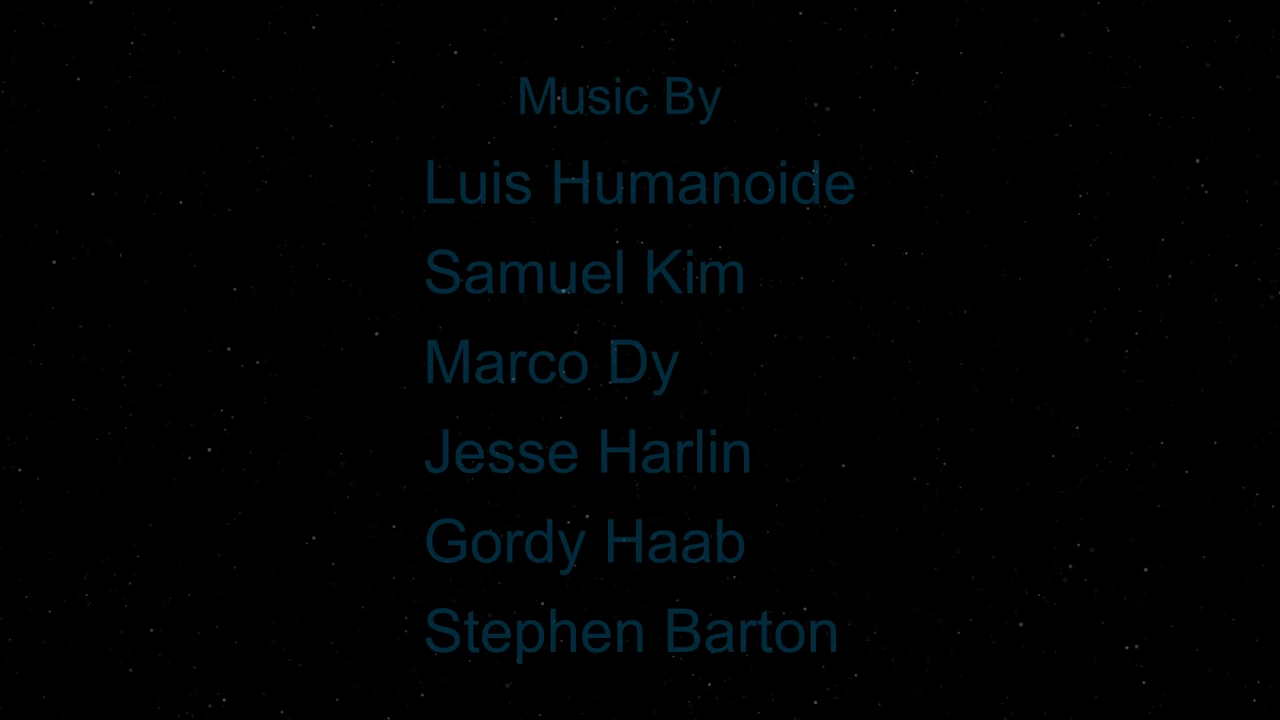 Music By
Luis Humanoide
Samuel Kim
Marco Dy
Jesse Harlin
Gordy Haab
Stephen Barton